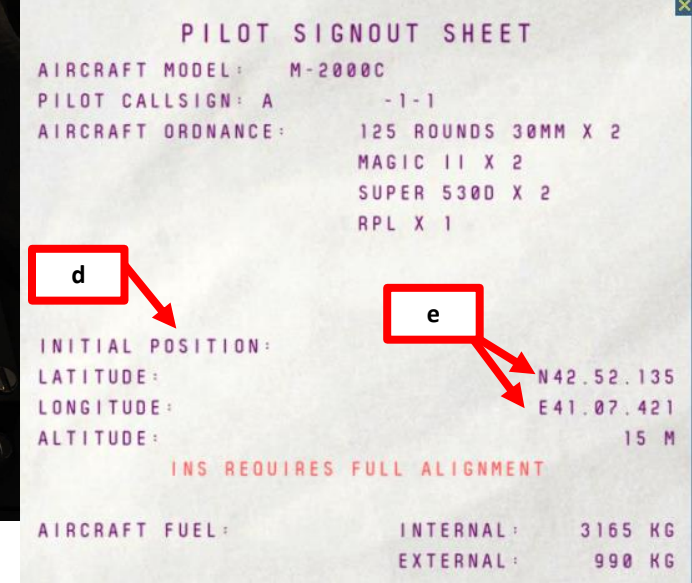 PILOT SIGNOUT SHEET
AIRCRAFT MODEL: M-2000C
PILOT CALLSIGN: A -1-1
AIRCRAFT ORDNANCE: 125 ROUNDS 30MM X 2
MAGIC II X 2
SUPER 530D X 2
RPL X 1
d
e
INITIAL POSITION:
LATITUDE: N42.52.135
LONGITUDE: E41.07.421
ALTITUDE: 15 M
INS REQUIRES FULL ALIGNMENT
AIRCRAFT FUEL: INTERNAL: 3165 KG
EXTERNAL: 990 KG